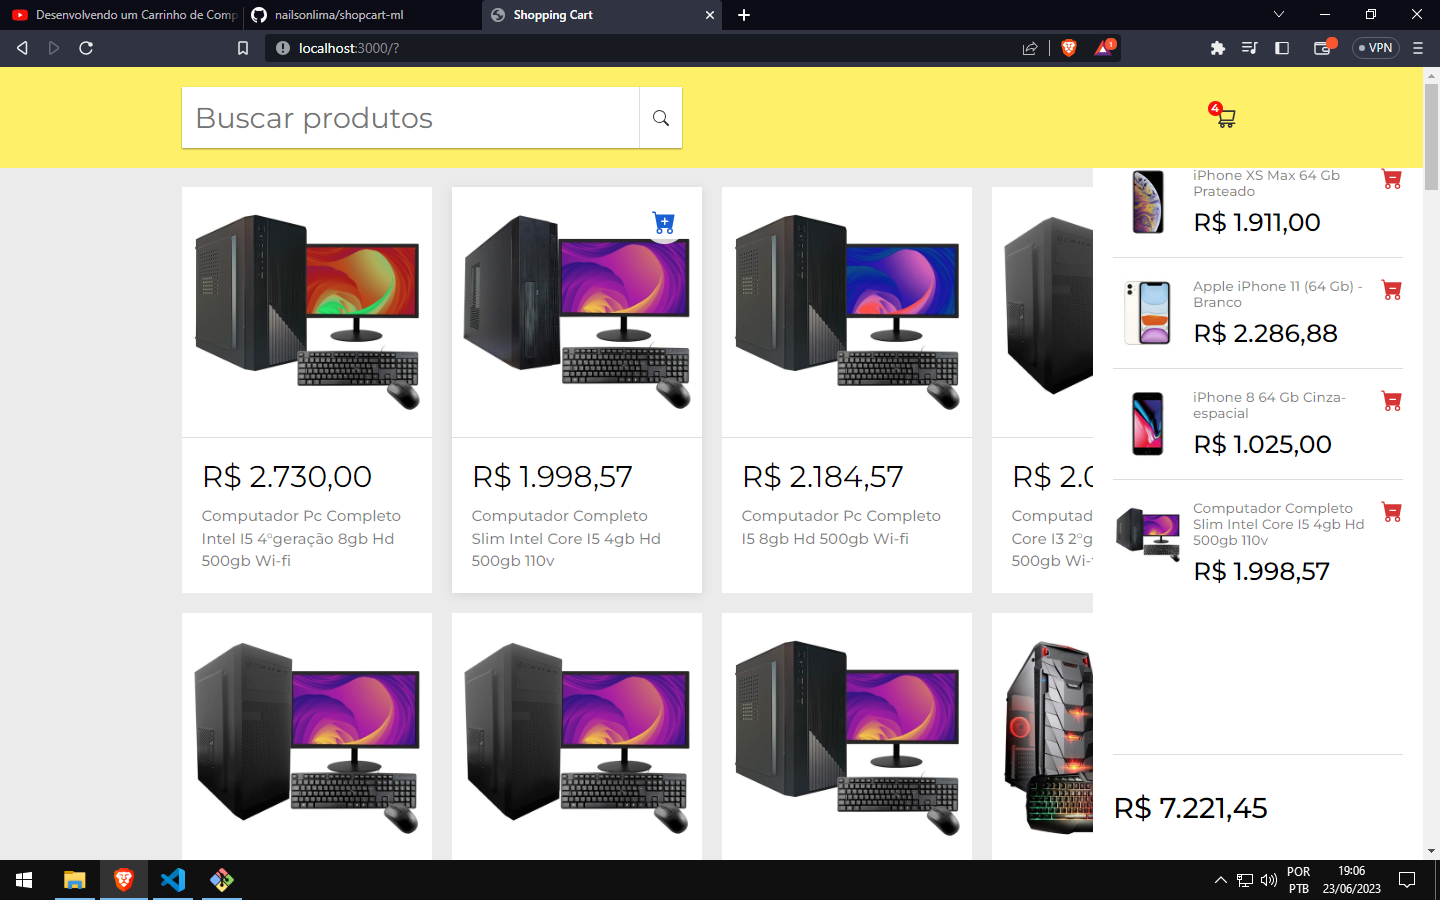 Desenvolvendo um Carrinho de Comp
nailsonlima/shopcart-ml
Shopping Cart
localhost:3000/?
1
VPN
Buscar produtos
4
R$ 2.730,00
Computador Pc Completo
Intel I5 4°geração 8gb Hd
500gb Wi-fi
R$ 1.998,57
Computador Completo
Slim Intel Core I5 4gb Hd
500gb 110v
R$ 2.184,57
Computador Pc Completo
I5 8gb Hd 500gb Wi-fi
R$ 2.0
Computad
Core I3 2°g
500gb Wi-
iPhone XS Max 64 Gb
Prateado
R$ 1.911,00
Apple iPhone 11 (64 Gb) -
Branco
R$ 2.286,88
iPhone 8 64 Gb Cinza-
espacial
R$ 1.025,00
Computador Completo
Slim Intel Core I5 4gb Hd
500gb 110v
R$ 1.998,57
R$ 7.221,45
POR
PTB
19:06
23/06/2023